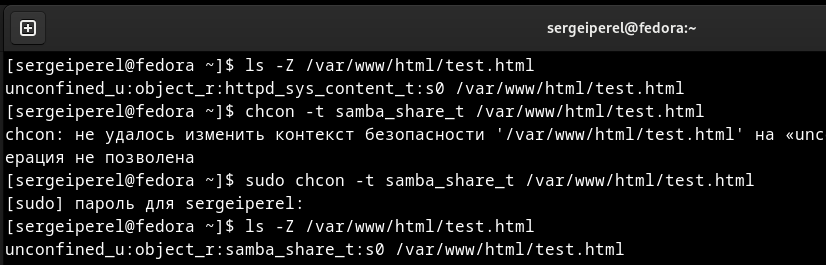 sergeiperel@fedora:~
[sergeiperel@fedora ~]$ ls -Z /var/www/html/test.html
unconfined_u:object_r:httpd_sys_content_t:s0 /var/www/html/test.html
[sergeiperel@fedora ~]$ chcon -t samba_share_t /var/www/html/test.html
chcon: не удалось изменить контекст безопасности '/var/www/html/test.html' на «unc
ерация не позволена
[sergeiperel@fedora ~]$ sudo chcon -t samba_share_t /var/www/html/test.html
[sudo] пароль для sergeiperel:
[sergeiperel@fedora ~]$ ls -Z /var/www/html/test.html
unconfined_u:object_r:samba_share_t:s0 /var/www/html/test.html